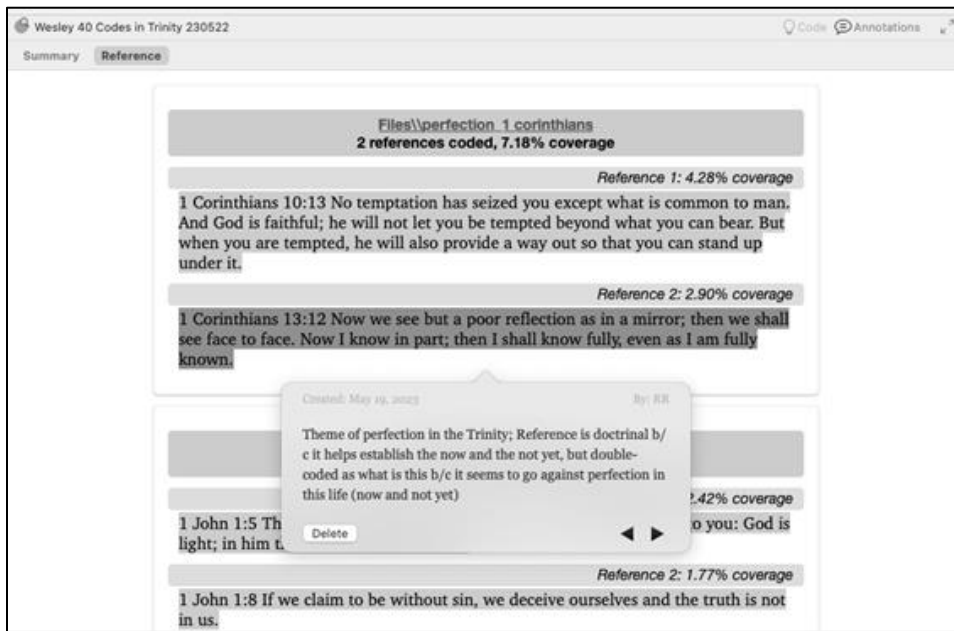 Wesley 40 Codes in Trinity 230522
Code Annotations
Summary Reference
Files\\perfection 1 corinthians
2 references coded, 7.18% coverage
Reference 1: 4.28% coverage
1 Corinthians 10:13 No temptation has seized you except what is common to man.
And God is faithful; he will not let you be tempted beyond what you can bear. But
when you are tempted, he will also provide a way out so that you can stand up
under it.
Reference 2: 2.90% coverage
1 Corinthians 13:12 Now we see but a poor reflection as in a mirror; then we shall
see face to face. Now I know in part; then I shall know fully, even as I am fully
known.
Created: May 19, 2023 By: RR
Theme of perfection in the Trinity; Reference is doctrinal b/
c it helps establish the now and the not yet, but double-
coded as what is this b/c it seems to go against perfection in
this life (now and not yet)
Delete
2.42% coverage
1 John 1:5 Th o you: God is
light; in him t
Reference 2: 1.77% coverage
1 John 1:8 If we claim to be without sin, we deceive ourselves and the truth is not
in us.